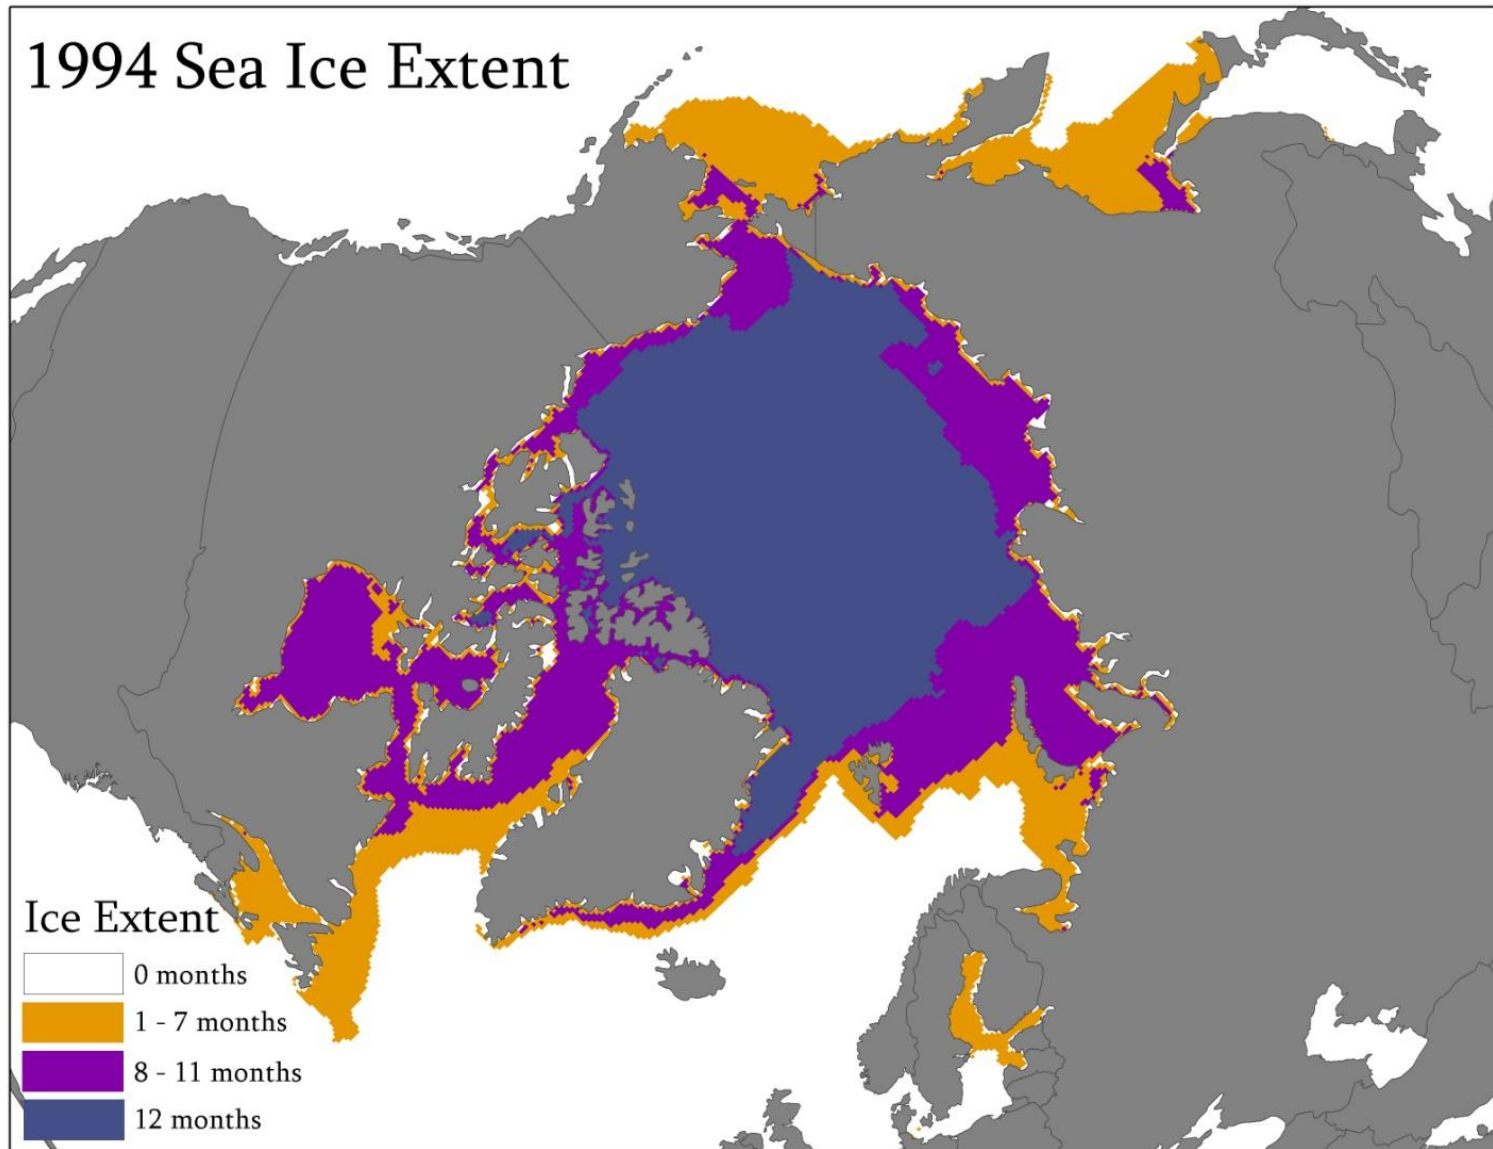 1994 Sea Ice Extent
Ice Extent
0 months
1 - 7 months
8 - 11 months
12 months